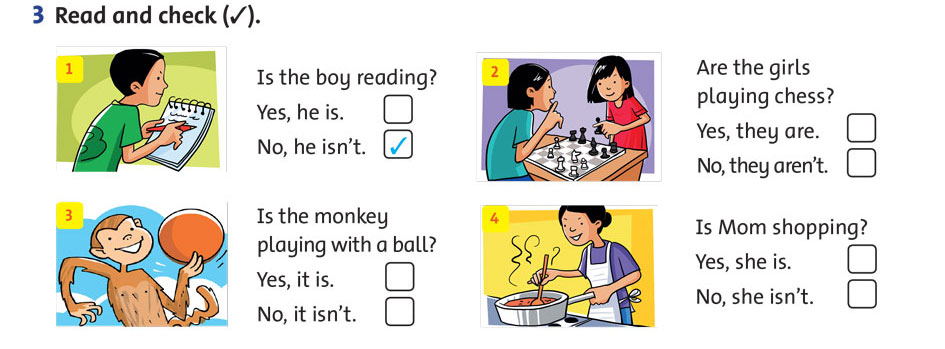 3 Read and check (✓).
1
Is the boy reading?
Yes, he is.
No, he isn't. ✓
2
Are the girls
playing chess?
Yes, they are.
No, they aren't.
3
Is the monkey
playing with a ball?
Yes, it is.
No, it isn't.
4
Is Mom shopping?
Yes, she is.
No, she isn't.